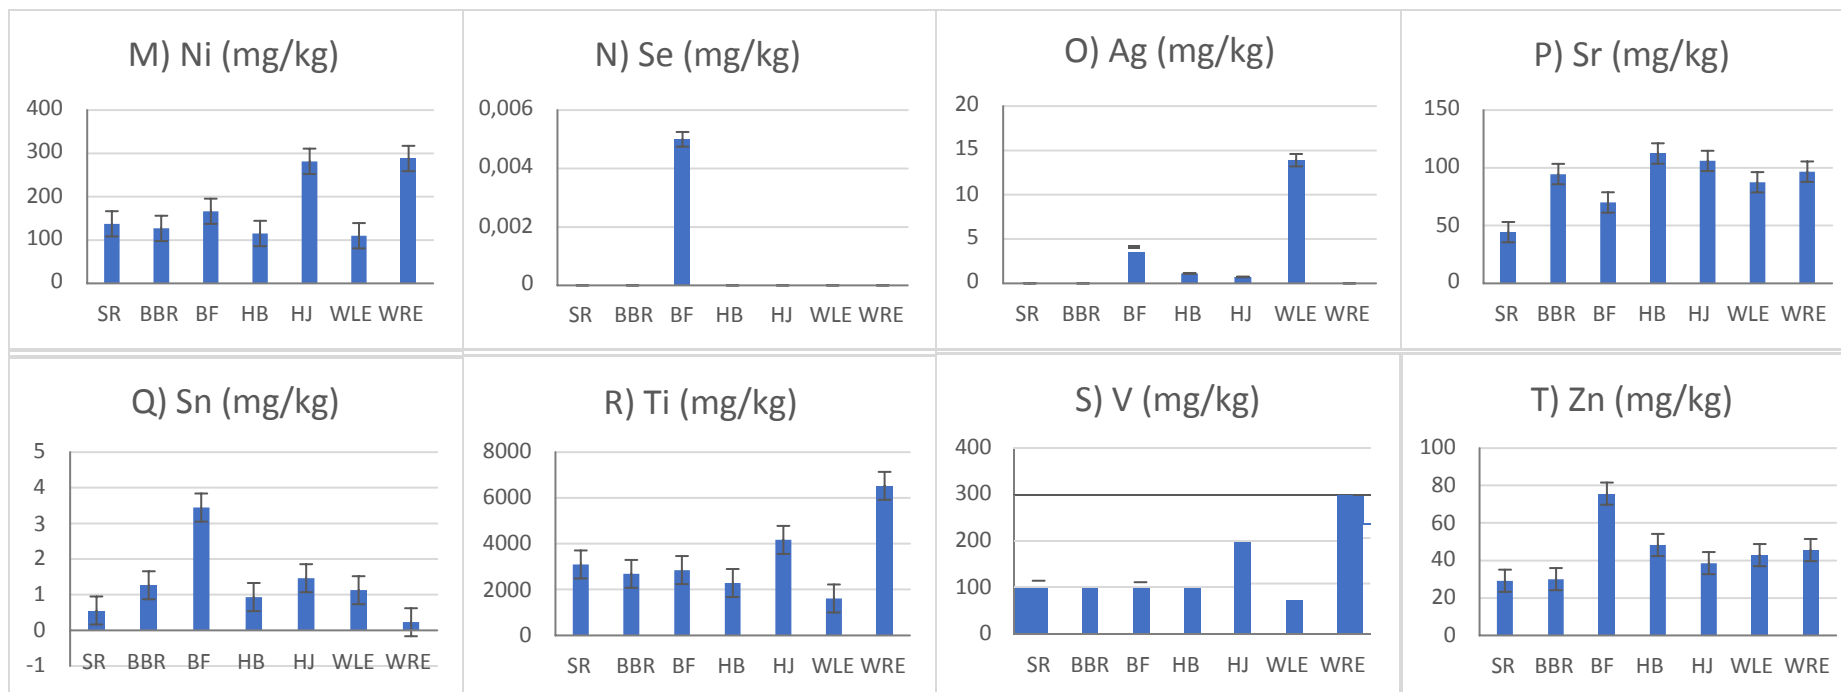 M) Ni (mg/kg)
400
300
200
100
0
SR BBR BF HB HJ WLE WRE
N) Se (mg/kg)
0,006
0,004
0,002
0
SR BBR BF HB HJ WLE WRE
O) Ag (mg/kg)
20
15
10
5
0
SR BBR BF HB HJ WLE WRE
P) Sr (mg/kg)
150
100
50
0
SR BBR BF HB HJ WLE WRE
Q) Sn (mg/kg)
5
4
3
2
1
0
-1
SR BBR BF HB HJ WLE WRE
R) Ti (mg/kg)
8000
6000
4000
2000
0
SR BBR BF HB HJ WLE WRE
S) V (mg/kg)
400
300
200
100
0
SR BBR BF HB HJ WLE WRE
T) Zn (mg/kg)
100
80
60
40
20
0
SR BBR BF HB HJ WLE WRE